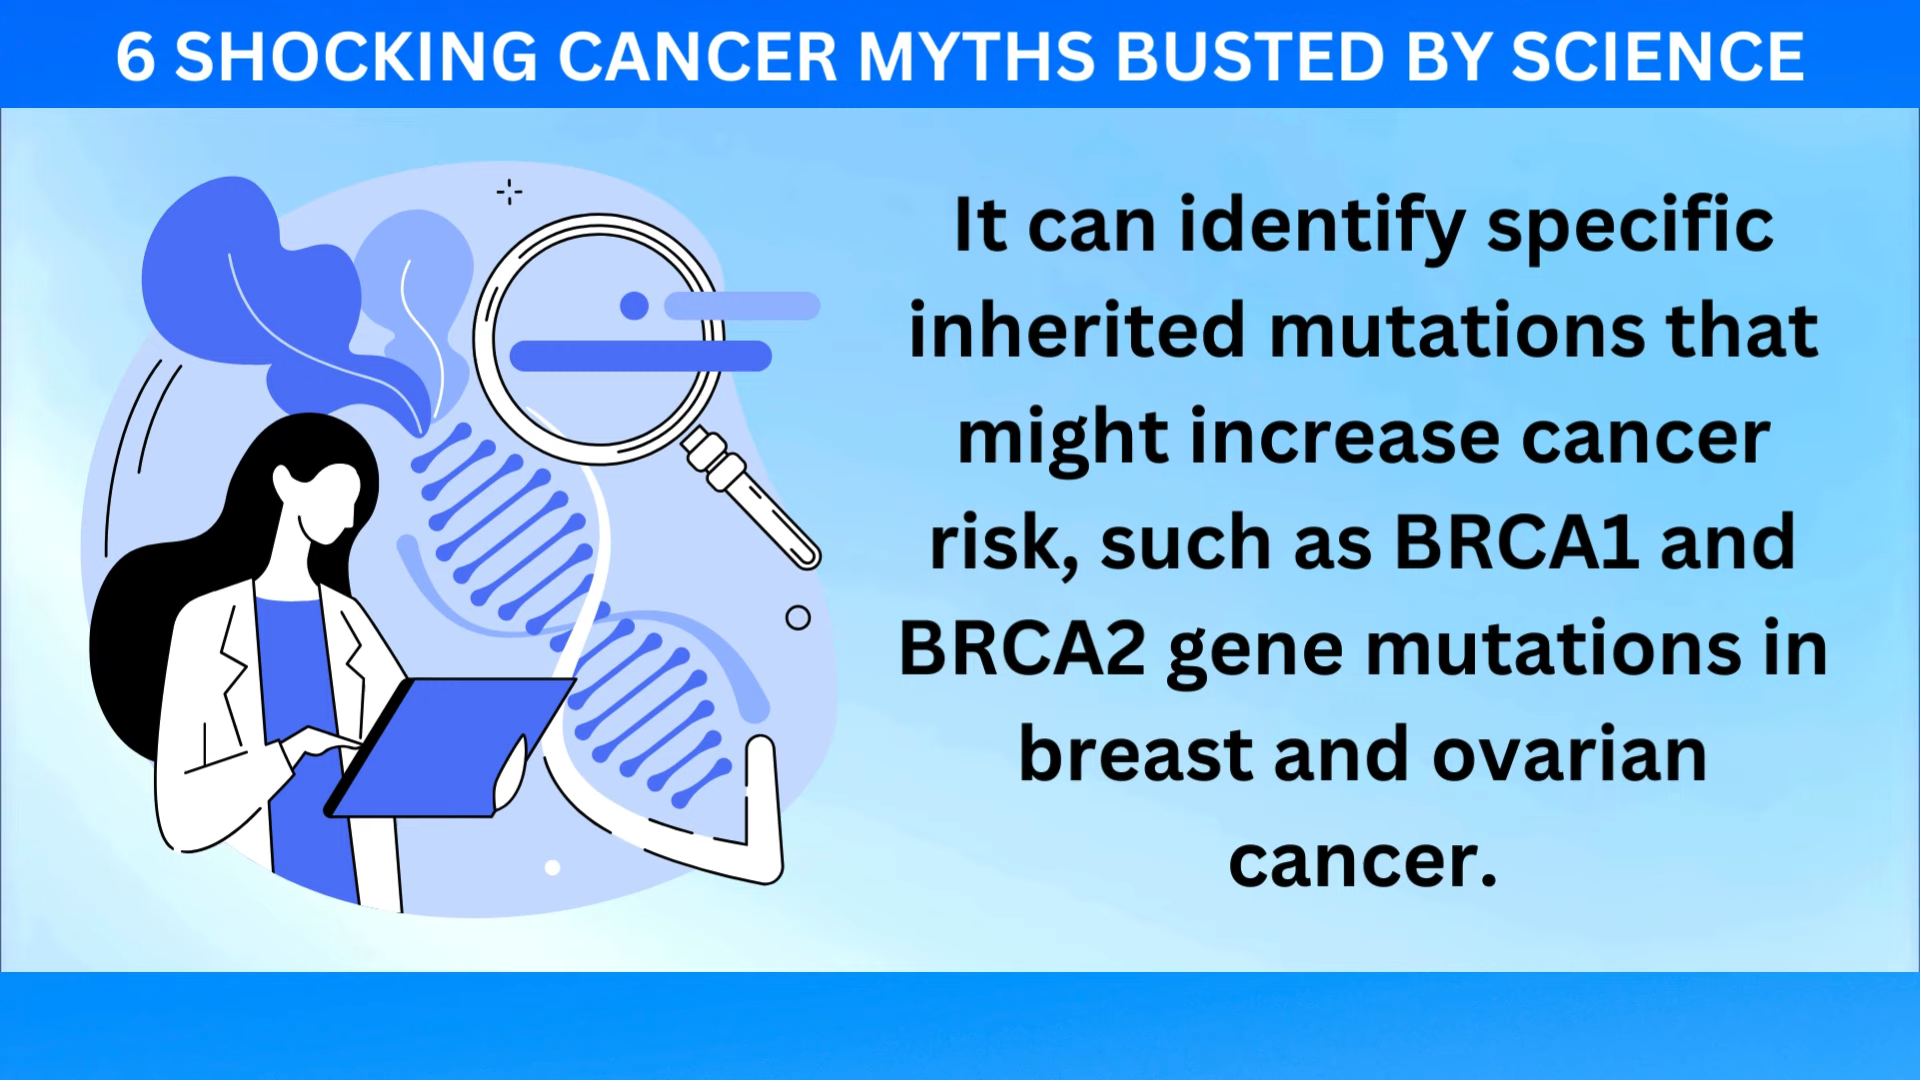 6 SHOCKING CANCER MYTHS BUSTED BY SCIENCE
It can identify specific
inherited mutations that
might increase cancer
risk, such as BRCA1 and
BRCA2 gene mutations in
breast and ovarian
cancer.